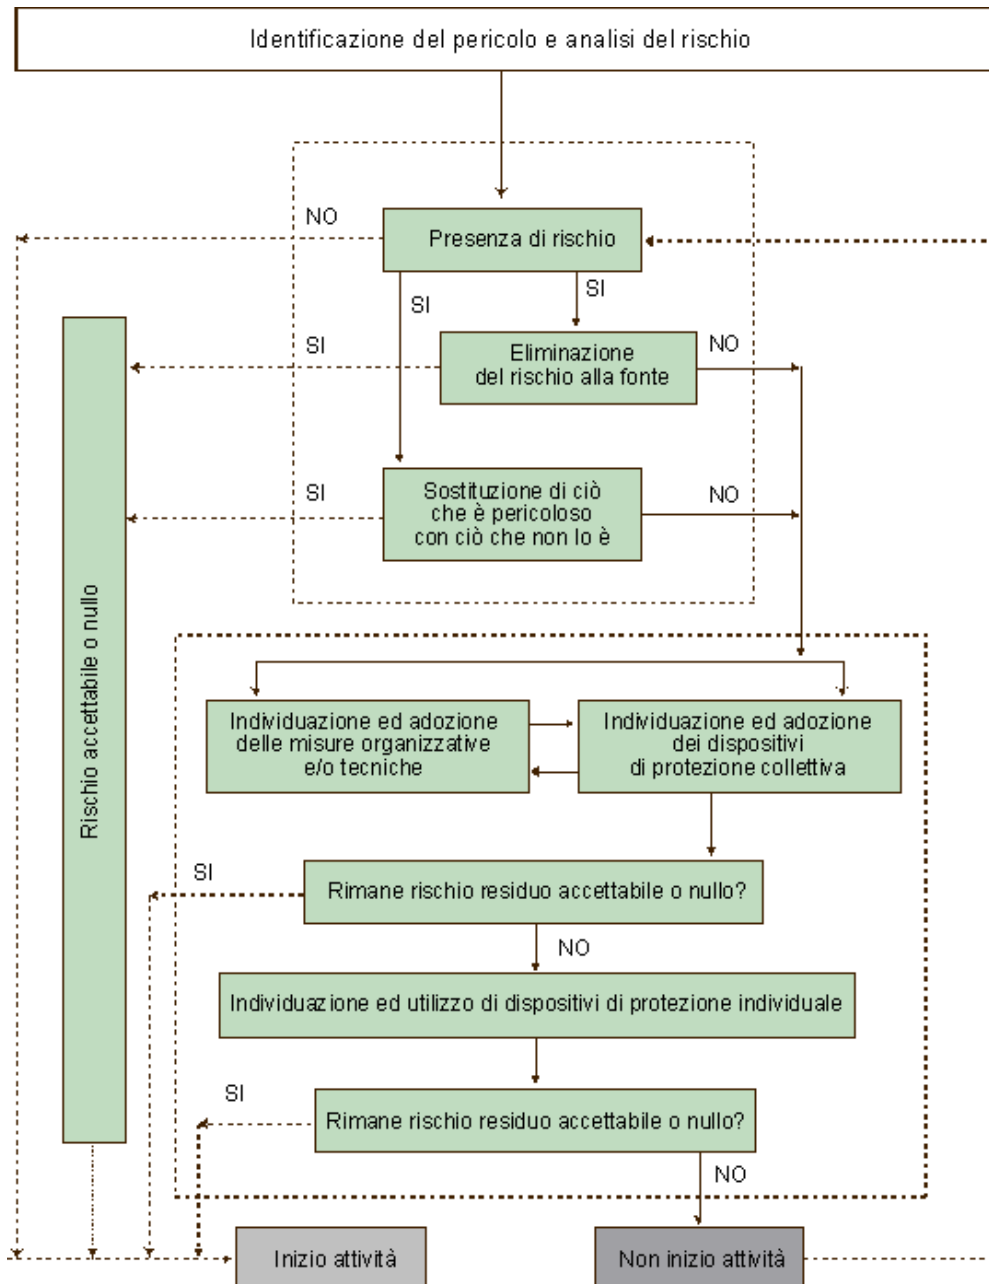 Identificazione del pericolo e analisi del rischio
NO
Presenza di rischio
SI
SI
SI
Eliminazione
del rischio alla fonte
NO
SI
Sostituzione di ciò
che è pericoloso
con ciò che non lo è
NO
Rischio accettabile o nullo
Individuazione ed adozione
delle misure organizzative
e/o tecniche
Individuazione ed adozione
dei dispositivi
di protezione collettiva
SI
Rimane rischio residuo accettabile o nullo?
NO
Individuazione ed utilizzo di dispositivi di protezione individuale
SI
Rimane rischio residuo accettabile o nullo?
NO
Inizio attività
Non inizio attività